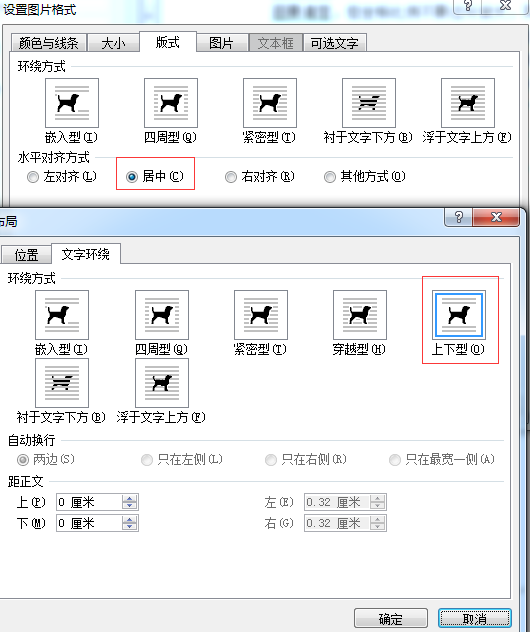 设置图片格式
颜色与线条 大小 版式 图片 文本框 可选文字
环绕方式
嵌入型(I) 四周型(Q) 紧密型(T) 衬于文字下方(B) 浮于文字上方(F)
水平对齐方式
左对齐(L) 居中(C) 右对齐(R) 其他方式(O)
布局
位置 文字环绕
环绕方式
嵌入型(I) 四周型(Q) 紧密型(T) 穿越型(H) 上下型(O)
衬于文字下方(B) 浮于文字上方(F)
自动换行
两边(S) 只在左侧(L) 只在右侧(R) 只在最宽一侧(A)
距正文
上(P) 0 厘米 左(E) 0.32 厘米
下(M) 0 厘米 右(G) 0.32 厘米
确定 取消